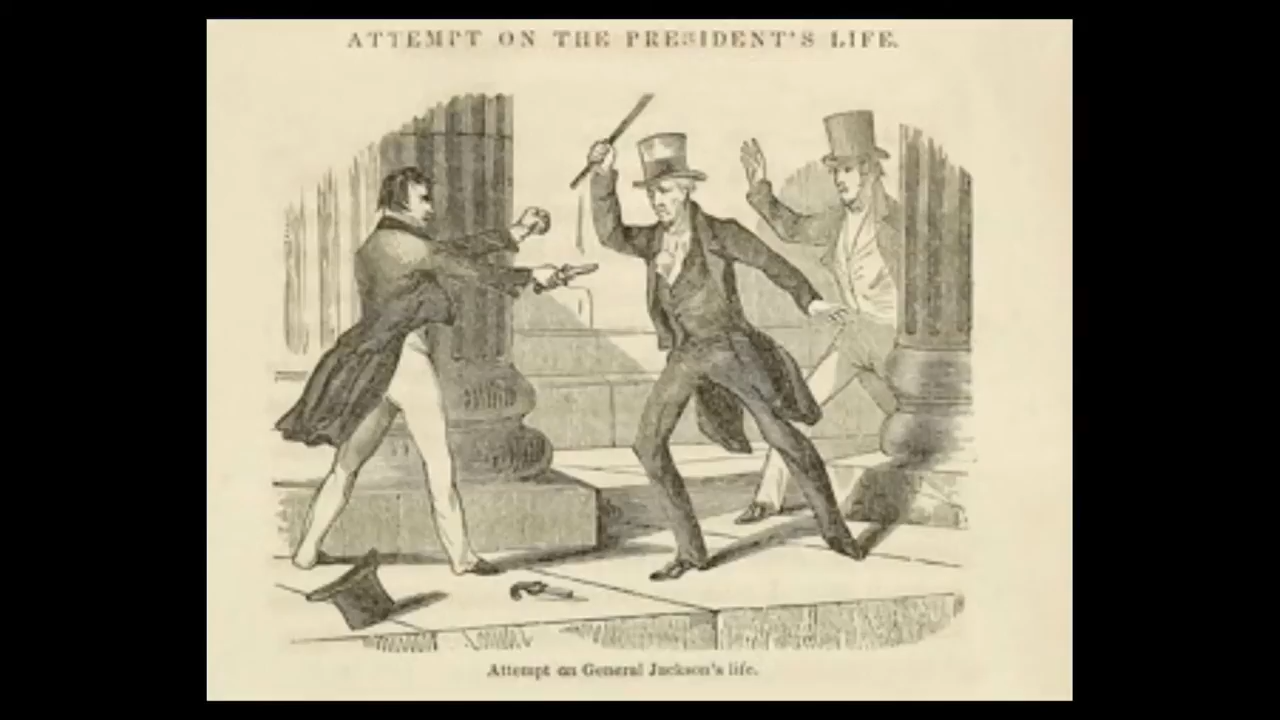 ATTEMPT ON THE PRESIDENT'S LIFE.
Attempt on General Jackson's life.